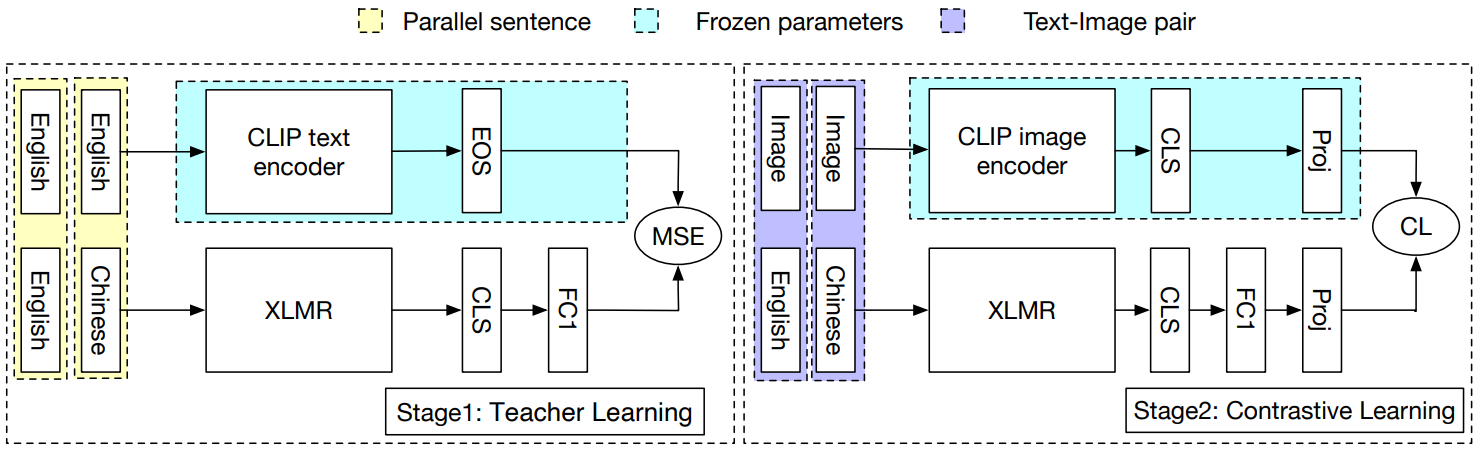 Parallel sentence
Frozen parameters
Text-Image pair
English
English
CLIP text
encoder
EOS
MSE
English
Chinese
XLMR
CLS
FC1
Stage1: Teacher Learning
Image
Image
CLIP image
encoder
CLS
Proj
CL
English
Chinese
XLMR
CLS
FC1
Proj
Stage2: Contrastive Learning